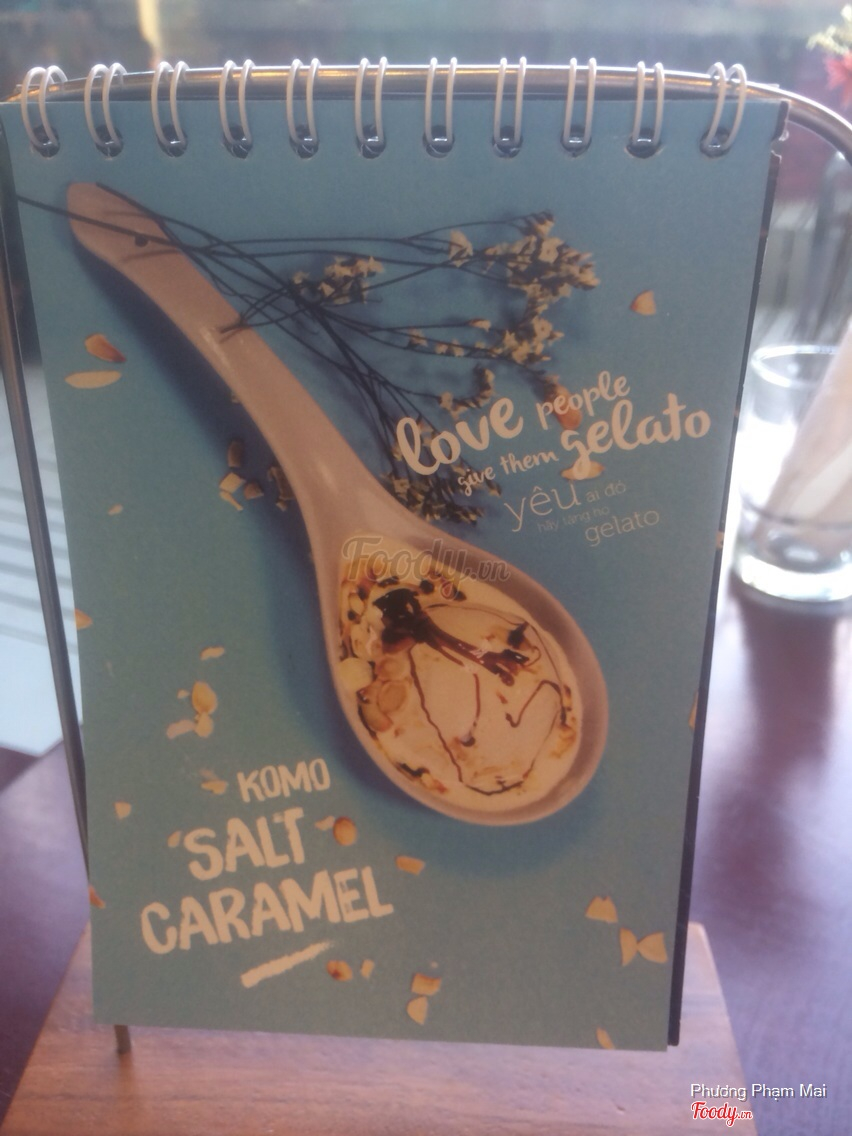 love people
give them gelato
yêu ai đó
hãy tặng họ
gelato
Foody.vn
KOMO
SALT
CARAMEL
Phương Phạm Mai
Foody.vn